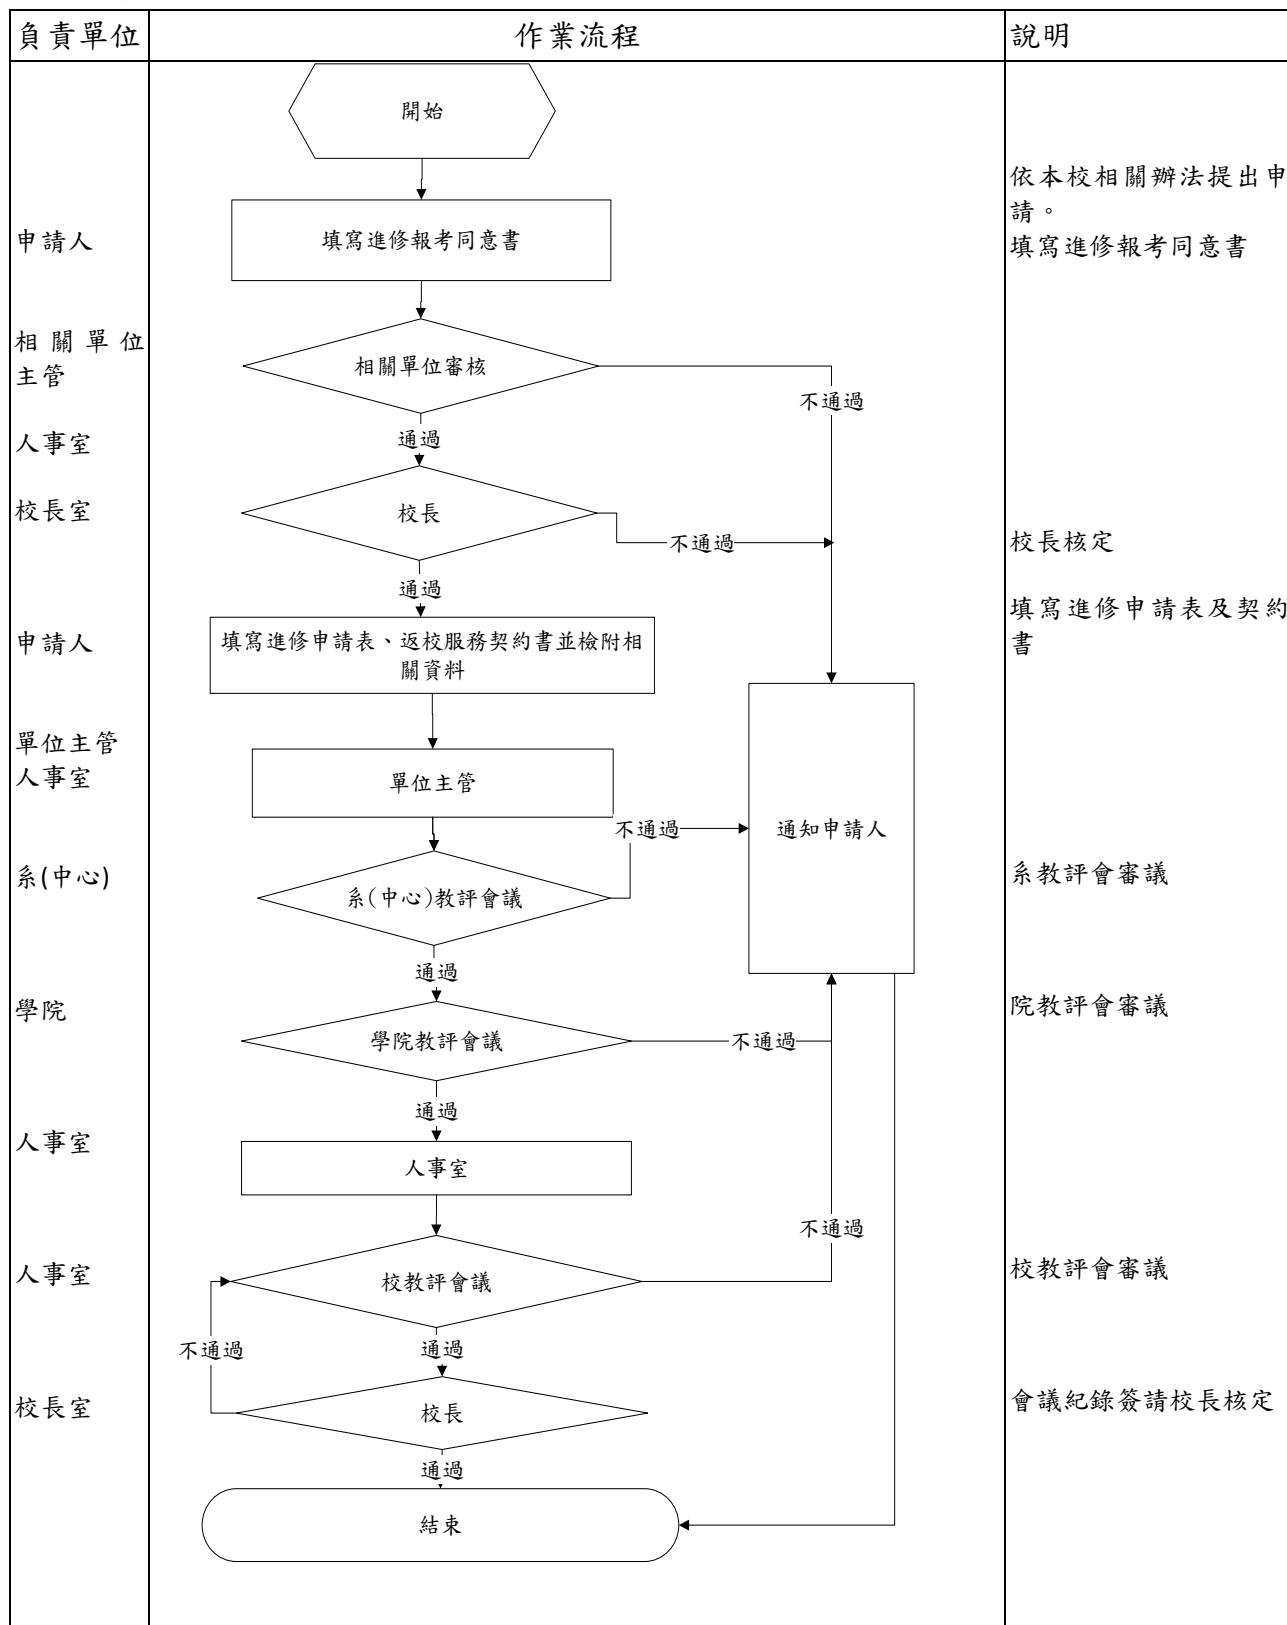 負責單位
作業流程
說明
開始
依本校相關辦法提出申
請。
申請人
填寫進修報考同意書
填寫進修報考同意書
相關單位
主管
相關單位審核
不通過
人事室
通過
校長室
校長
不通過
校長核定
通過
填寫進修申請表及契約
書
申請人
填寫進修申請表、返校服務契約書並檢附相
關資料
單位主管
人事室
單位主管
不通過
通知申請人
系(中心)
系(中心)教評會議
系教評會審議
通過
學院
院教評會審議
學院教評會議
不通過
通過
人事室
人事室
不通過
人事室
校教評會議
校教評會審議
不通過
通過
校長室
校長
會議紀錄簽請校長核定
通過
結束